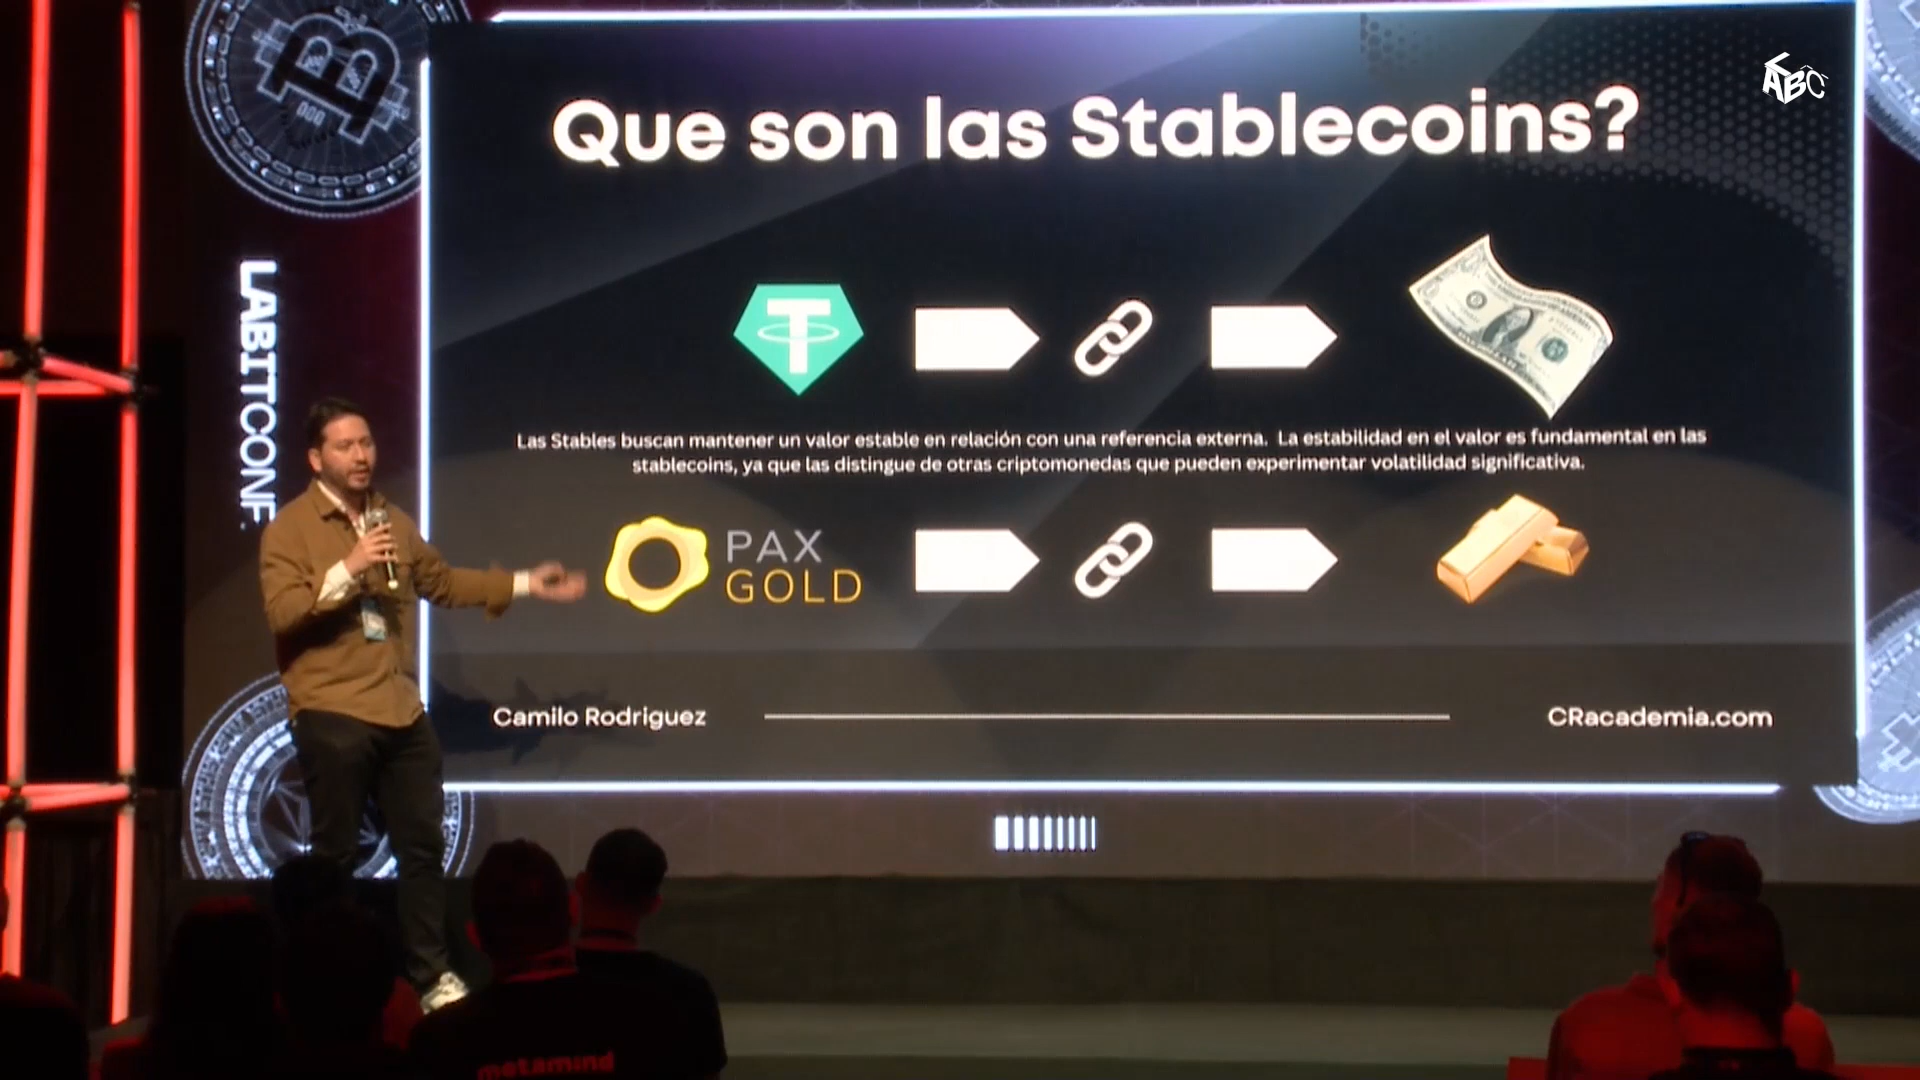 ABC
Que son las Stablecoins?
LABITCONF.
Las Stables buscan mantener un valor estable en relación con una referencia externa. La estabilidad en el valor es fundamental en las
stablecoins, ya que las distingue de otras criptomonedas que pueden experimentar volatilidad significativa.
PAX
GOLD
Camilo Rodriguez
CRacademia.com
metamind